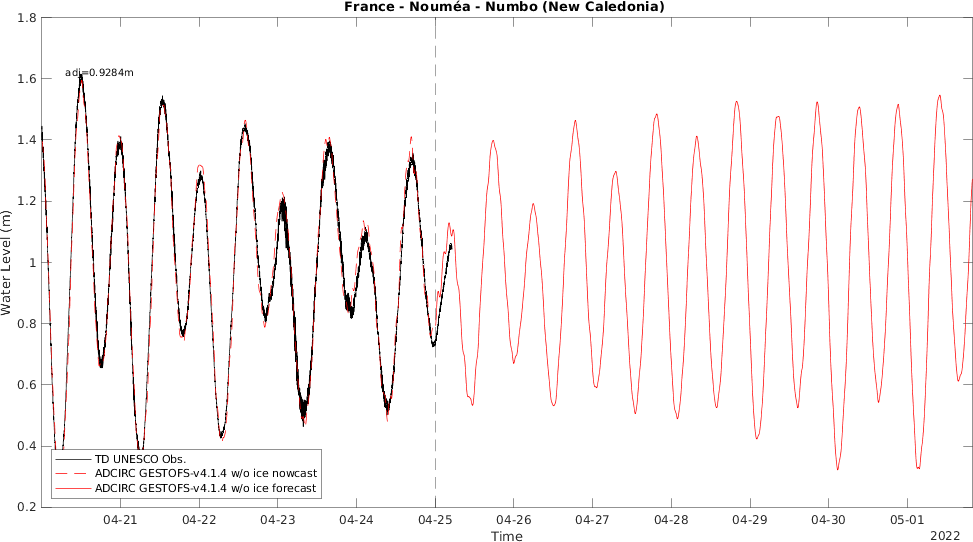 France - Nouméa - Numbo (New Caledonia)
1.8
1.6
1.4
1.2
1
0.8
0.6
0.4
0.2
Water Level (m)
adj=0.9284m
TD UNESCO Obs.
ADCIRC GESTOFS-v4.1.4 w/o ice nowcast
ADCIRC GESTOFS-v4.1.4 w/o ice forecast
04-21 04-22 04-23 04-24 04-25 04-26 04-27 04-28 04-29 04-30 05-01
Time
2022